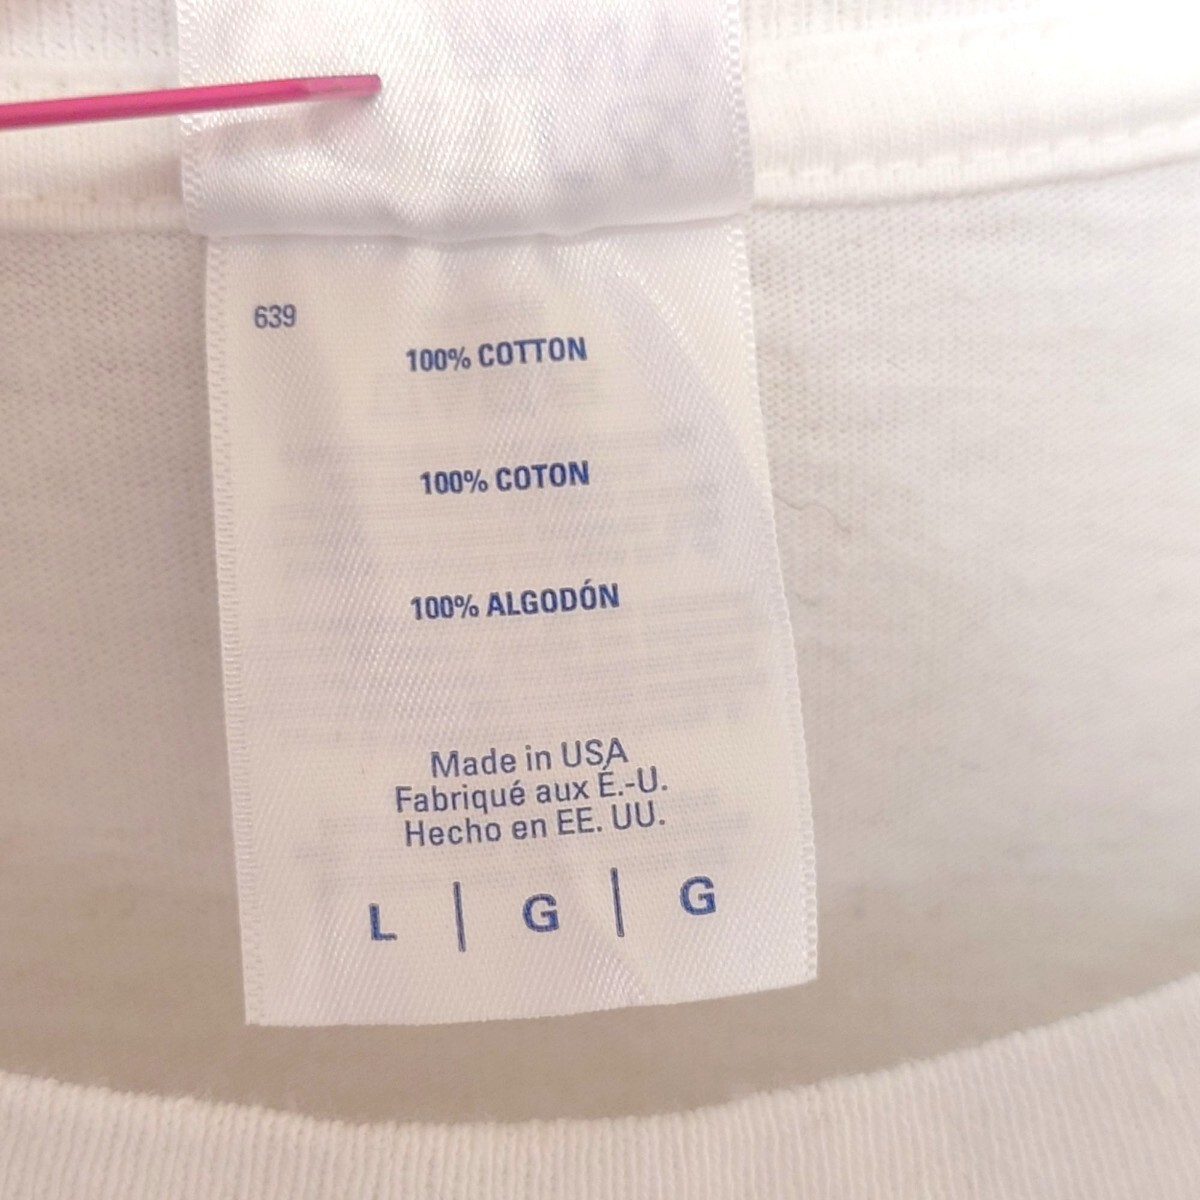 639
100% COTTON
100% COTON
100% ALGODÓN
Made in USA
Fabriqué aux É.-U.
Hecho en EE. UU.
L | G | G